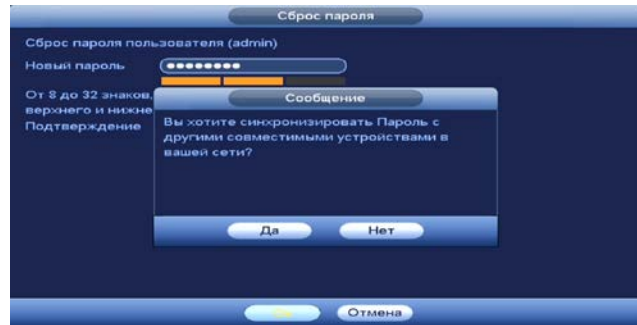 Сброс пароля
Сброс пароля пользователя (admin)
Новый пароль
От 8 до 32 знаков,
верхнего и нижне
Подтверждение
Сообщение
Вы хотите синхронизировать Пароль с
другими совместимыми устройствами в
вашей сети?
Да Нет
Отмена